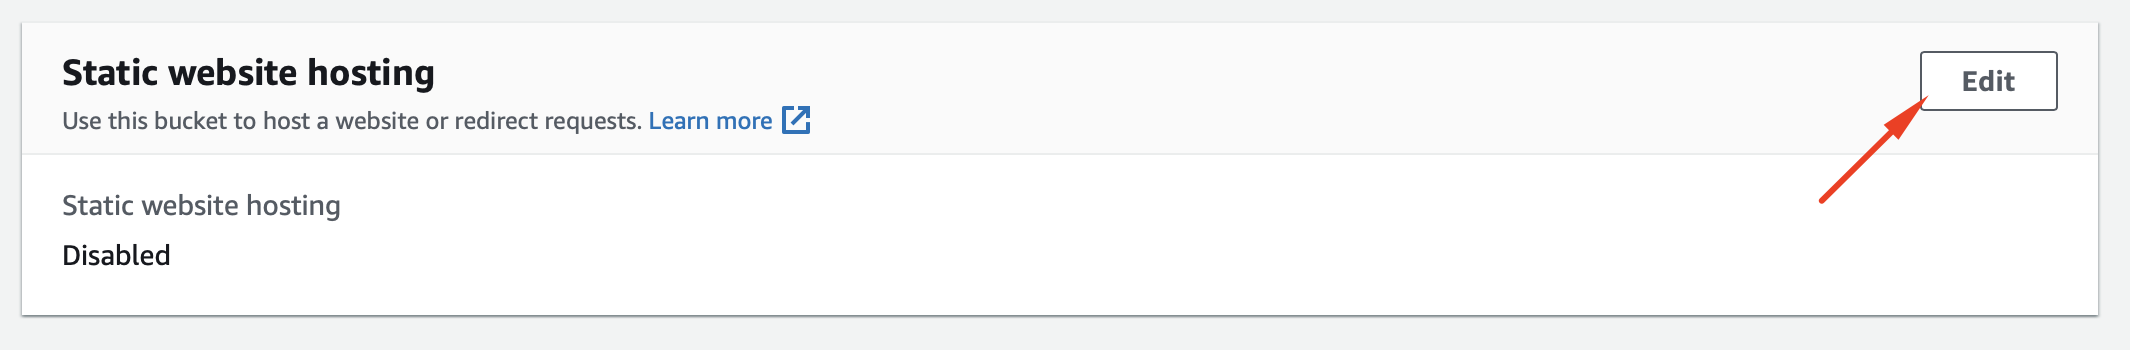 Static website hosting
Edit
Use this bucket to host a website or redirect requests. Learn more
Static website hosting
Disabled